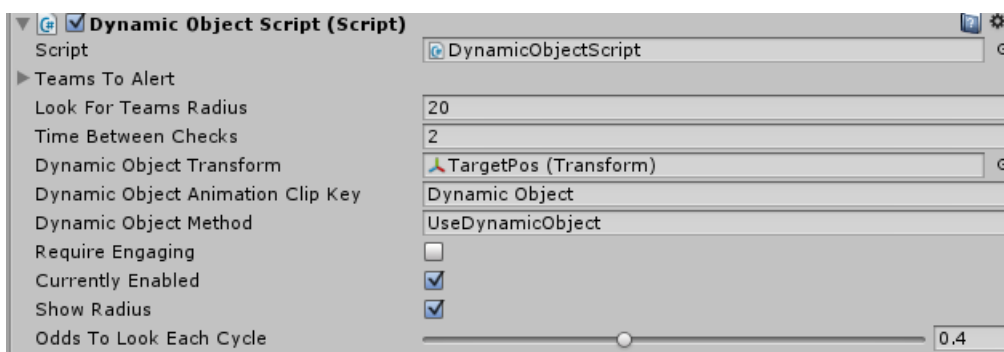 Dynamic Object Script (Script)
Script DynamicObjectScript
Teams To Alert
Look For Teams Radius 20
Time Between Checks 2
Dynamic Object Transform TargetPos (Transform)
Dynamic Object Animation Clip Key Dynamic Object
Dynamic Object Method UseDynamicObject
Require Engaging
Currently Enabled
Show Radius
Odds To Look Each Cycle 0.4